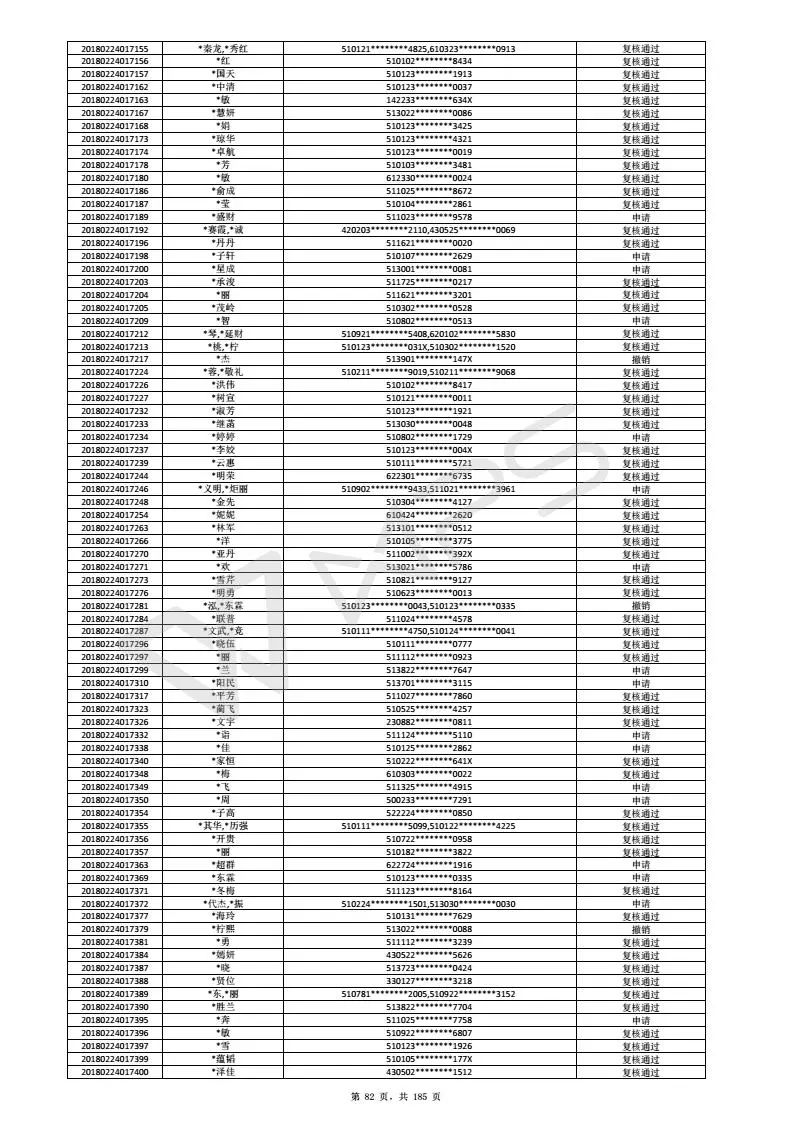 20180224017155 *秦龙,*秀红 510121********4825,610323********0913 复核通过
20180224017156 *红 510102********8434 复核通过
20180224017157 *国天 510123********1913 复核通过
20180224017162 *中清 510123********0037 复核通过
20180224017163 *敏 142233********634X 复核通过
20180224017167 *慧妍 513022********0086 复核通过
20180224017168 *娟 510123********3425 复核通过
20180224017173 *琼华 510123********4321 复核通过
20180224017174 *卓航 510123********0019 复核通过
20180224017178 *芳 510103********3481 复核通过
20180224017180 *敏 612330********0024 复核通过
20180224017186 *俞成 511025********8672 复核通过
20180224017187 *莹 510104********2861 复核通过
20180224017189 *盛财 511023********9578 申请
20180224017192 *赛霞,*诚 420203********2110,430525********0069 复核通过
20180224017196 *丹丹 511621********0020 复核通过
20180224017198 *子轩 510107********2629 申请
20180224017200 *星成 513001********0081 申请
20180224017203 *承浚 511725********0217 复核通过
20180224017204 *丽 511621********3201 复核通过
20180224017205 *茂岭 510302********0528 复核通过
20180224017209 *智 510802********0513 申请
20180224017212 *琴,*延财 510921********5408,620102********5830 复核通过
20180224017213 *桃,*柠 510123********031X,510302********1520 复核通过
20180224017217 *杰 513901********147X 撤销
20180224017224 *蓉,*敬礼 510211********9019,510211********9068 复核通过
20180224017226 *洪伟 510102********8417 复核通过
20180224017227 *树宣 510121********0011 复核通过
20180224017232 *淑芳 510123********1921 复核通过
20180224017233 *继菡 513030********0048 复核通过
20180224017234 *婷婷 510802********1729 申请
20180224017237 *李姣 510123********004X 复核通过
20180224017239 *云惠 510111********5721 复核通过
20180224017244 *明荣 622301********6735 复核通过
20180224017246 *义明,*炬丽 510902********9433,511021********3961 申请
20180224017248 *金先 510304********4127 复核通过
20180224017254 *妮妮 610424********2620 复核通过
20180224017263 *林军 513101********0512 复核通过
20180224017266 *洋 510105********3775 复核通过
20180224017270 *亚丹 511002********392X 复核通过
20180224017271 *欢 513021********5786 申请
20180224017273 *雪芹 510821********9127 复核通过
20180224017276 *明勇 510623********0013 复核通过
20180224017281 *泓,*东霖 510123********0043,510123********0335 撤销
20180224017284 *联普 511024********4578 复核通过
20180224017287 *文武,*竞 510111********4750,510124********0041 复核通过
20180224017296 *晓伍 510111********0777 复核通过
20180224017297 *丽 511112********0923 复核通过
20180224017299 *兰 513822********7647 申请
20180224017310 *阳民 513701********3115 申请
20180224017317 *平芳 511027********7860 复核通过
20180224017323 *蔺飞 510525********4257 复核通过
20180224017326 *文宇 230882********0811 复核通过
20180224017332 *诣 511124********5110 申请
20180224017338 *佳 510125********2862 申请
20180224017340 *家恒 510222********641X 复核通过
20180224017348 *梅 610303********0022 复核通过
20180224017349 *飞 511325********4915 申请
20180224017350 *周 500233********7291 申请
20180224017354 *子高 522224********0850 复核通过
20180224017355 *其华,*历强 510111********5099,510122********4225 复核通过
20180224017356 *开贵 510722********0958 复核通过
20180224017357 *丽 510182********3822 复核通过
20180224017363 *超群 622724********1916 申请
20180224017369 *东霖 510123********0335 申请
20180224017371 *冬梅 511123********8164 复核通过
20180224017372 *代杰,*振 510224********1501,513030********0030 申请
20180224017377 *海玲 510131********7629 复核通过
20180224017379 *柠熙 513022********0088 撤销
20180224017381 *勇 511112********3239 复核通过
20180224017384 *嫣妍 430522********5626 复核通过
20180224017387 *晓 513723********0424 复核通过
20180224017388 *贤位 330127********3218 复核通过
20180224017389 *东,*丽 510781********2005,510922********3152 复核通过
20180224017390 *胜兰 513822********7704 复核通过
20180224017395 *奔 511025********7758 申请
20180224017396 *敏 510922********6807 复核通过
20180224017397 *雪 510123********1926 复核通过
20180224017399 *蕴韬 510105********177X 复核通过
20180224017400 *泽佳 430502********1512 复核通过
第 82 页，共 185 页